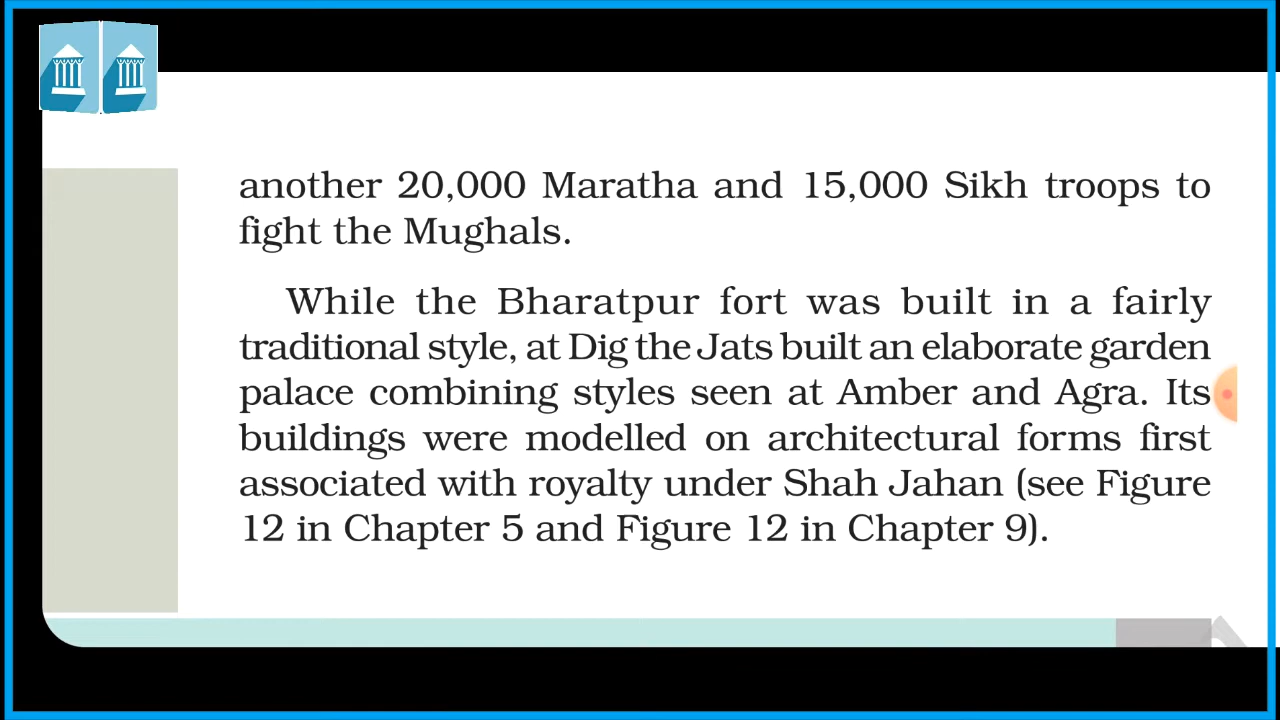 another 20,000 Maratha and 15,000 Sikh troops to
fight the Mughals.
While the Bharatpur fort was built in a fairly
traditional style, at Dig the Jats built an elaborate garden
palace combining styles seen at Amber and Agra. Its
buildings were modelled on architectural forms first
associated with royalty under Shah Jahan (see Figure
12 in Chapter 5 and Figure 12 in Chapter 9).